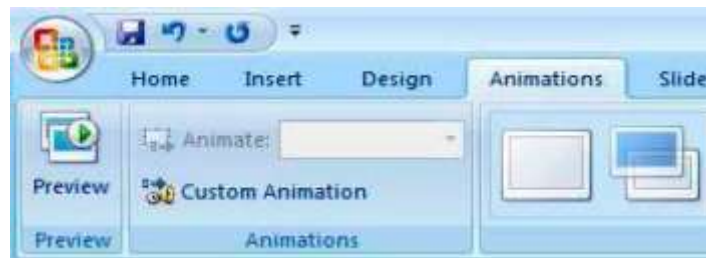 Home Insert Design Animations Slide
Animate:
Preview Custom Animation
Preview Animations